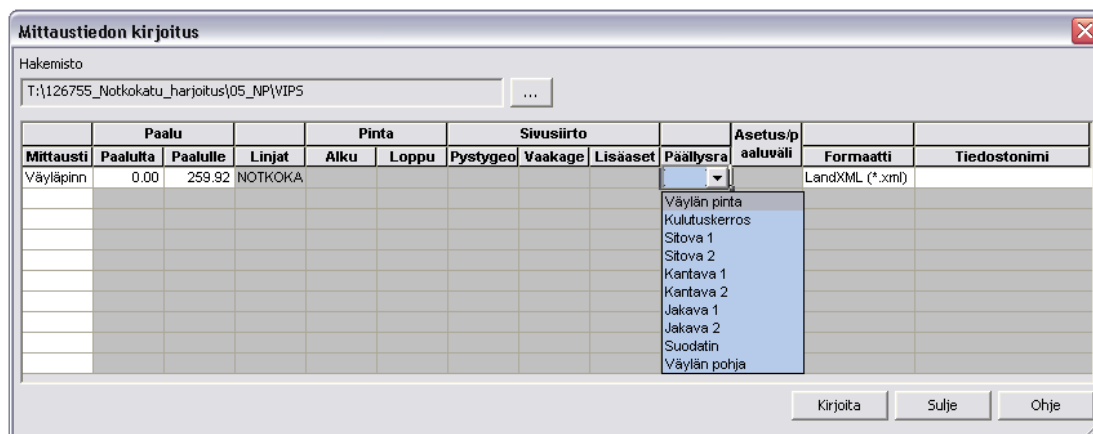 Mittaustiedon kirjoitus
Hakemisto
T:\126755_Notkokatu_harjoitus\05_NP\VIPS
...
Paalu Pinta Sivusiirto Asetus/p
aaluväli
Mittausti Paalulta Paalulle Linjat Alku Loppu Pystygeo Vaakage Lisäaset Päällysra Formaatti Tiedostonimi
Väyläpinn 0.00 259.92 NOTKOKA LandXML (*.xml)
Väylän pinta
Kulutuskerros
Sitova 1
Sitova 2
Kantava 1
Kantava 2
Jakava 1
Jakava 2
Suodatin
Väylän pohja
Kirjoita Sulje Ohje